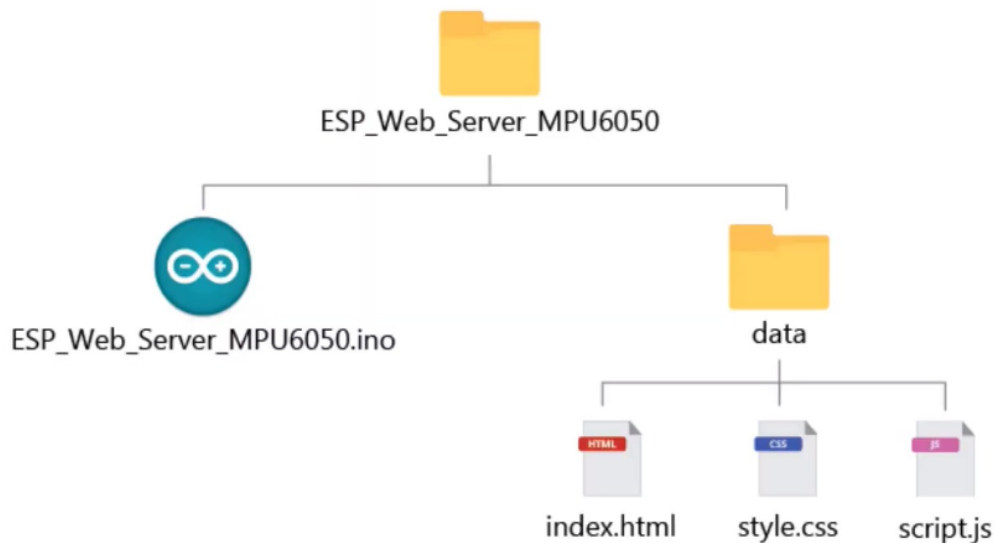 ESP_Web_Server_MPU6050
ESP_Web_Server_MPU6050.ino
data
HTML
CSS
JS
index.html
style.css
script.js